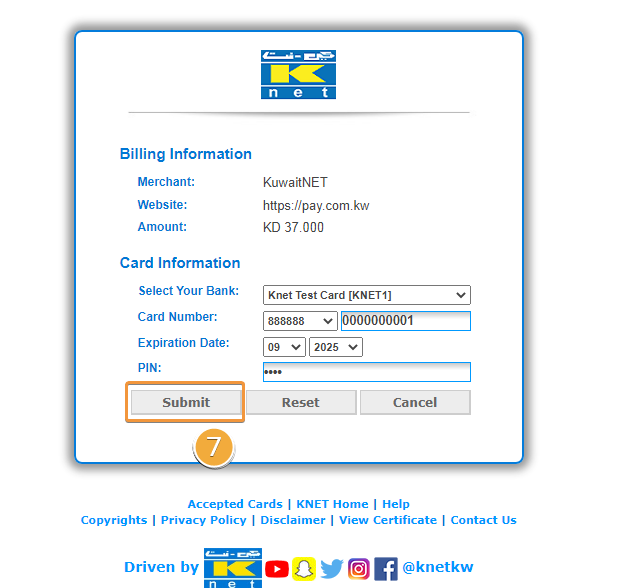 كي-نت
K
n e t
Billing Information
Merchant: KuwaitNET
Website: https://pay.com.kw
Amount: KD 37.000
Card Information
Select Your Bank: Knet Test Card [KNET1]
Card Number: 888888 0000000001
Expiration Date: 09 2025
PIN: ••••
Submit Reset Cancel
7
Accepted Cards | KNET Home | Help
Copyrights | Privacy Policy | Disclaimer | View Certificate | Contact Us
Driven by كي-نت K n e t @knetkw